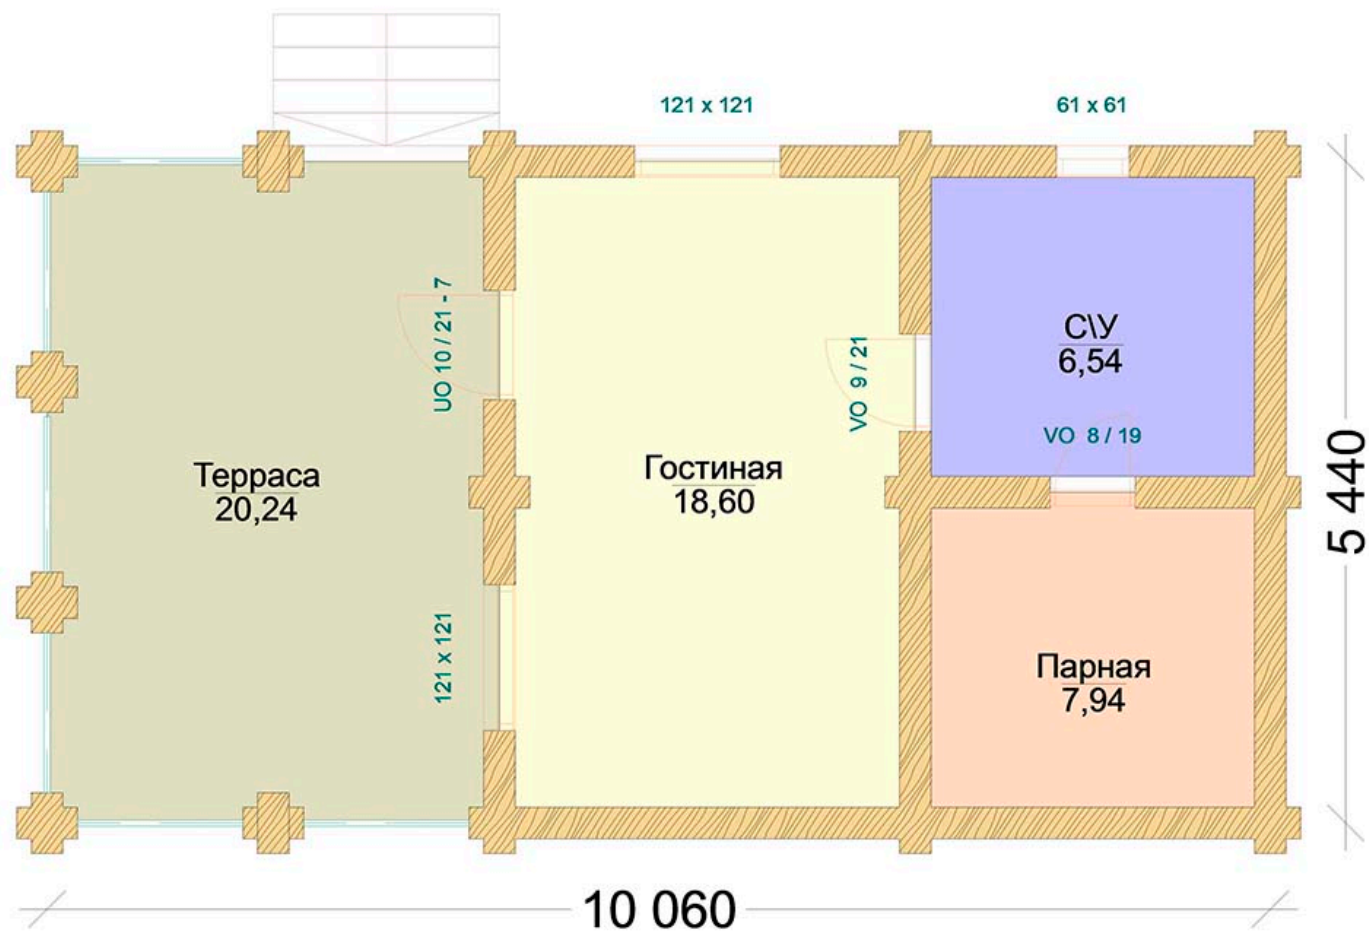 121 x 121
61 x 61
UO 10 / 21 - 7
VO 9 / 21
С\У
6,54
VO 8 / 19
Терраса
20,24
Гостиная
18,60
5 440
121 x 121
Парная
7,94
10 060